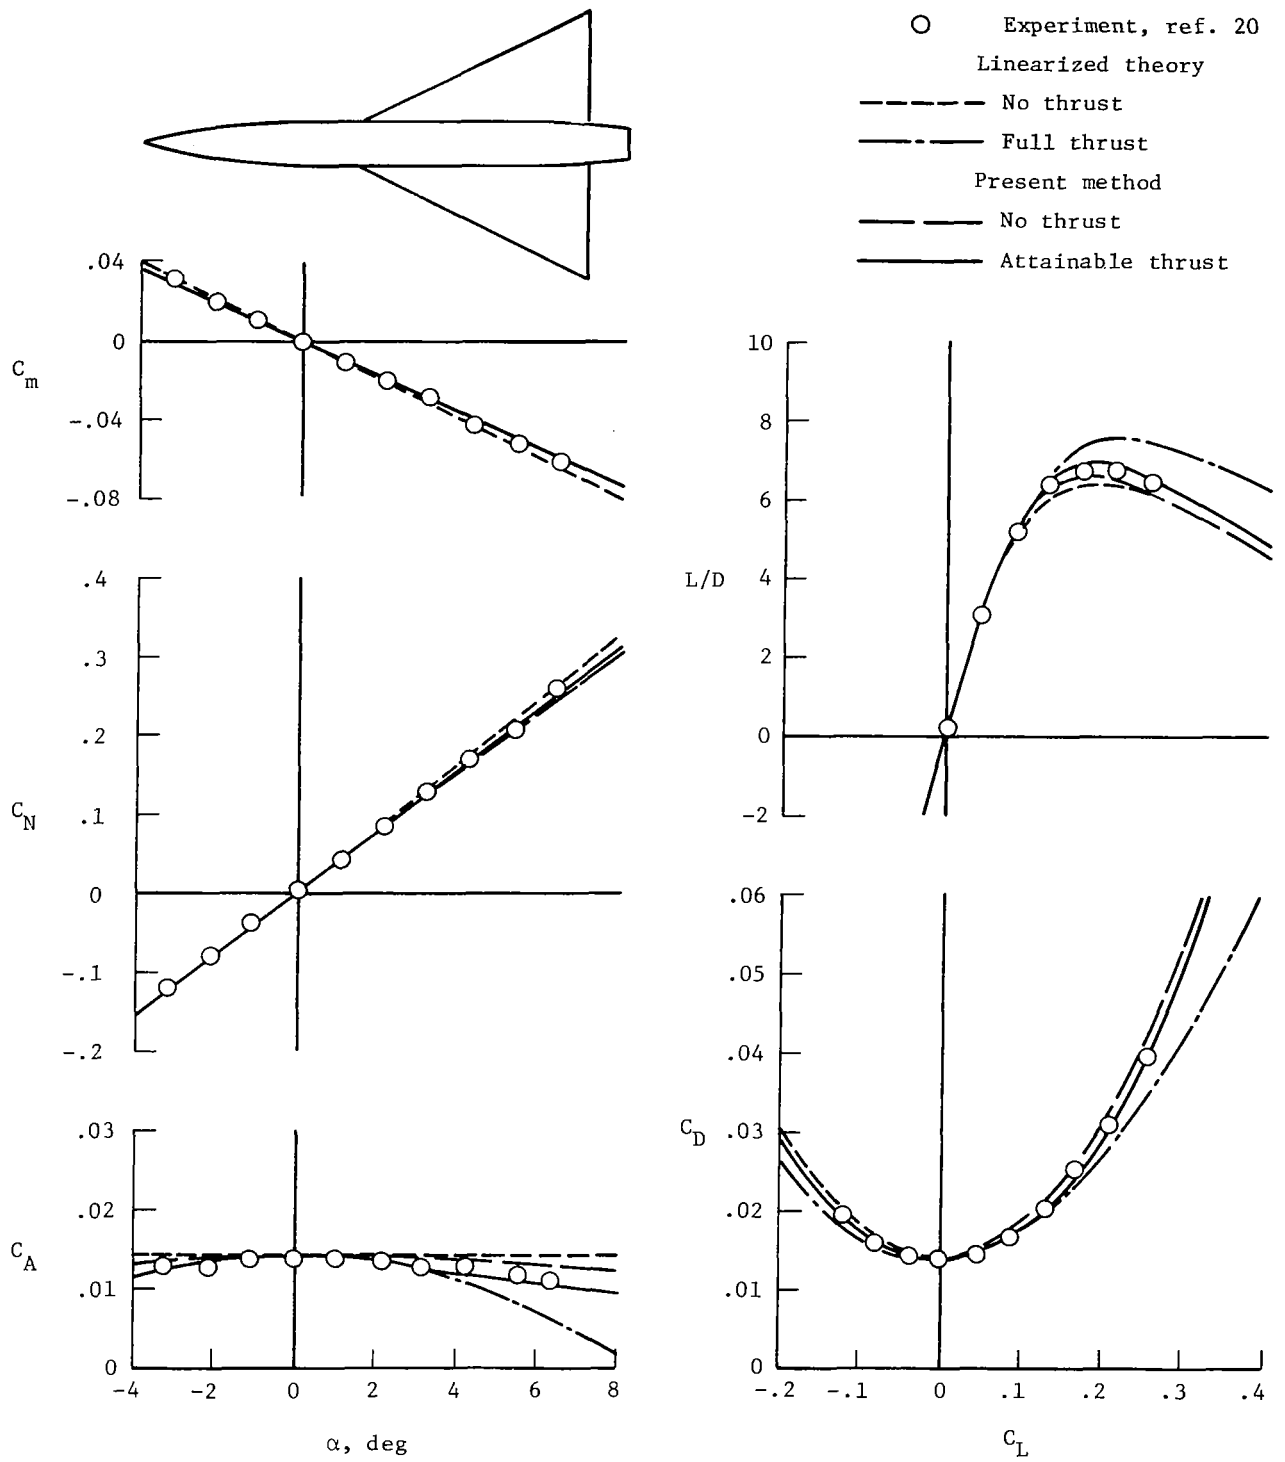 Experiment, ref. 20
Linearized theory
No thrust
Full thrust
Present method
No thrust
Attainable thrust
.04
0
-.04
-.08
C_m
.4
.3
.2
.1
0
-.1
-.2
C_N
.03
.02
.01
0
C_A
-4 -2 0 2 4 6 8
α, deg
10
8
6
4
2
0
-2
L/D
.06
.05
.04
.03
.02
.01
0
C_D
-.2 -.1 0 .1 .2 .3 .4
C_L